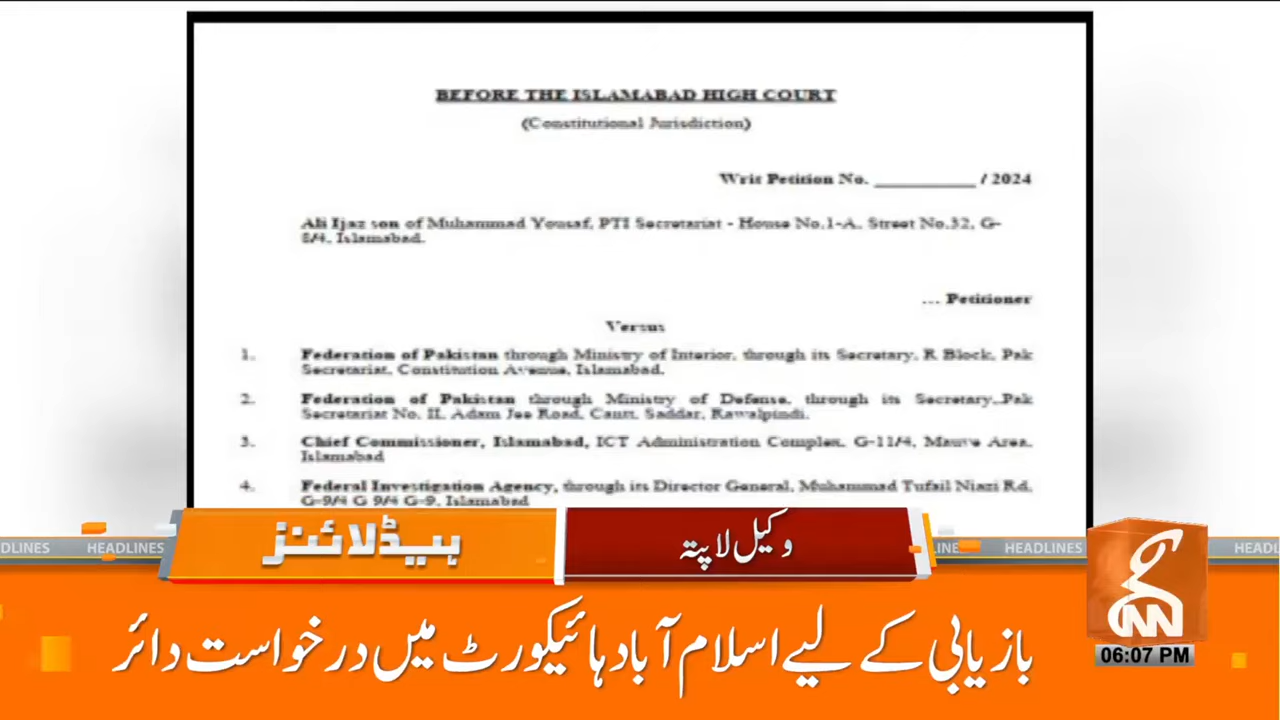 BEFORE THE ISLAMABAD HIGH COURT
(Constitutional Jurisdiction)
Writ Petition No. __________ / 2024
Ali Ijaz son of Muhammad Yousaf, PTI Secretariat - House No.1-A, Street No.32, G-
8/4, Islamabad.
... Petitioner
Versus
1. Federation of Pakistan through Ministry of Interior, through its Secretary, R Block, Pak
Secretariat, Constitution Avenue, Islamabad.
2. Federation of Pakistan through Ministry of Defense, through its Secretary,.Pak
Secretariat No. II, Adam Jee Road, Cantt, Saddar, Rawalpindi.
3. Chief Commissioner, Islamabad, ICT Administration Complex, G-11/4, Mauve Area,
Islamabad
4. Federal Investigation Agency, through its Director General, Muhammad Tufail Niazi Rd,
G-9/4 G 9/4 G-9, Islamabad
HEADLINES
ہیڈلائنز
وکیل لاپتہ
HEADLINES
بازیابی کے لیے اسلام آباد ہائیکورٹ میں درخواست دائر
GNN
06:07 PM